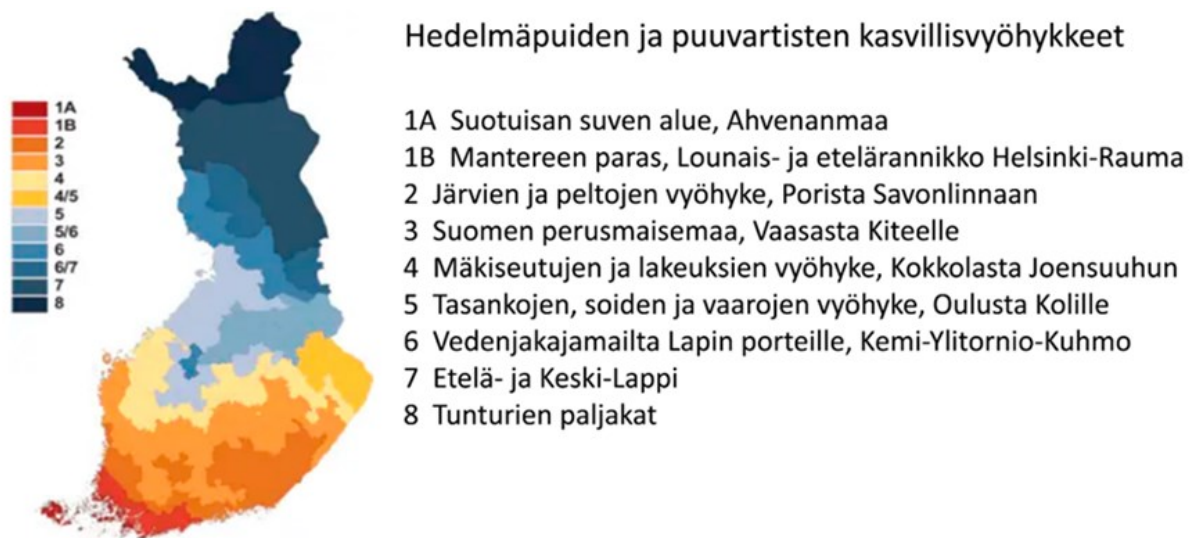 Hedelmäpuiden ja puuvartisten kasvillisvyöhykkeet
1A
1B
2
3
4
4/5
5
5/6
6
6/7
7
8
1A Suotuisan suven alue, Ahvenanmaa
1B Mantereen paras, Lounais- ja etelärannikko Helsinki-Rauma
2 Järvien ja peltojen vyöhyke, Porista Savonlinnaan
3 Suomen perusmaisemaa, Vaasasta Kiteelle
4 Mäkiseutujen ja lakeuksien vyöhyke, Kokkolasta Joensuuhun
5 Tasankojen, soiden ja vaarojen vyöhyke, Oulusta Kolille
6 Vedenjakajamailta Lapin porteille, Kemi-Ylitornio-Kuhmo
7 Etelä- ja Keski-Lappi
8 Tunturien paljakat